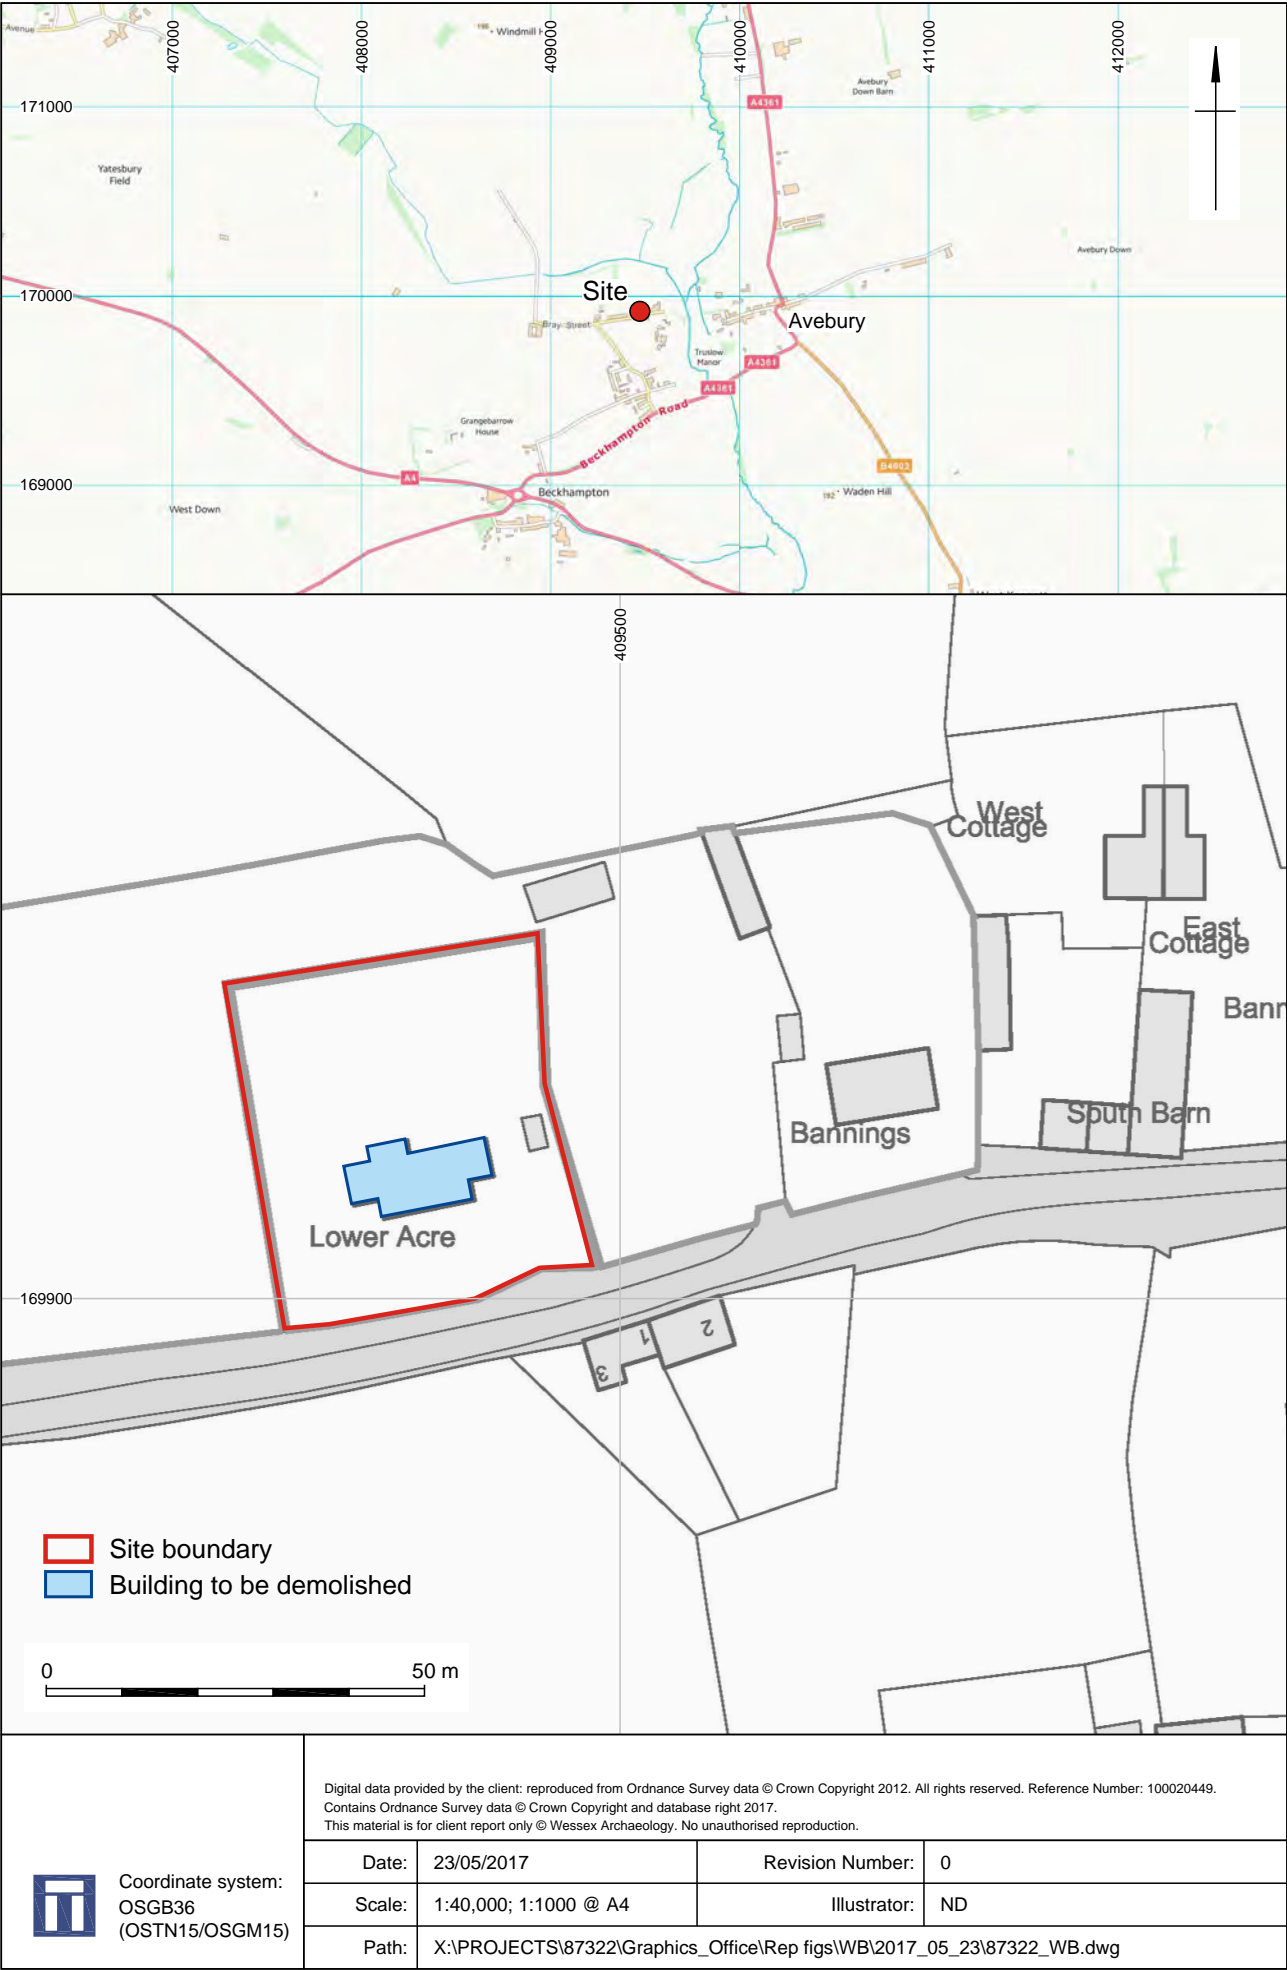 Avenue
407000
408000
198 Windmill H
409000
410000
411000
412000
Avebury
Down Barn
A4361
171000
Yatesbury
Field
Avebury Down
170000
Site
Bray Street
Avebury
Truslow
Manor
A4361
A4361
Beckhampton Road
Grangebarrow
House
A4
B4003
169000
Beckhampton
192 Waden Hill
West Down
409500
West
Cottage
East
Cottage
Bann
South Barn
Bannings
Lower Acre
169900
1
2
3
Site boundary
Building to be demolished
0 50 m
Digital data provided by the client: reproduced from Ordnance Survey data © Crown Copyright 2012. All rights reserved. Reference Number: 100020449.
Contains Ordnance Survey data © Crown Copyright and database right 2017.
This material is for client report only © Wessex Archaeology. No unauthorised reproduction.
Coordinate system:
OSGB36
(OSTN15/OSGM15)
Date: 23/05/2017 Revision Number: 0
Scale: 1:40,000; 1:1000 @ A4 Illustrator: ND
Path: X:\PROJECTS\87322\Graphics_Office\Rep figs\WB\2017_05_23\87322_WB.dwg